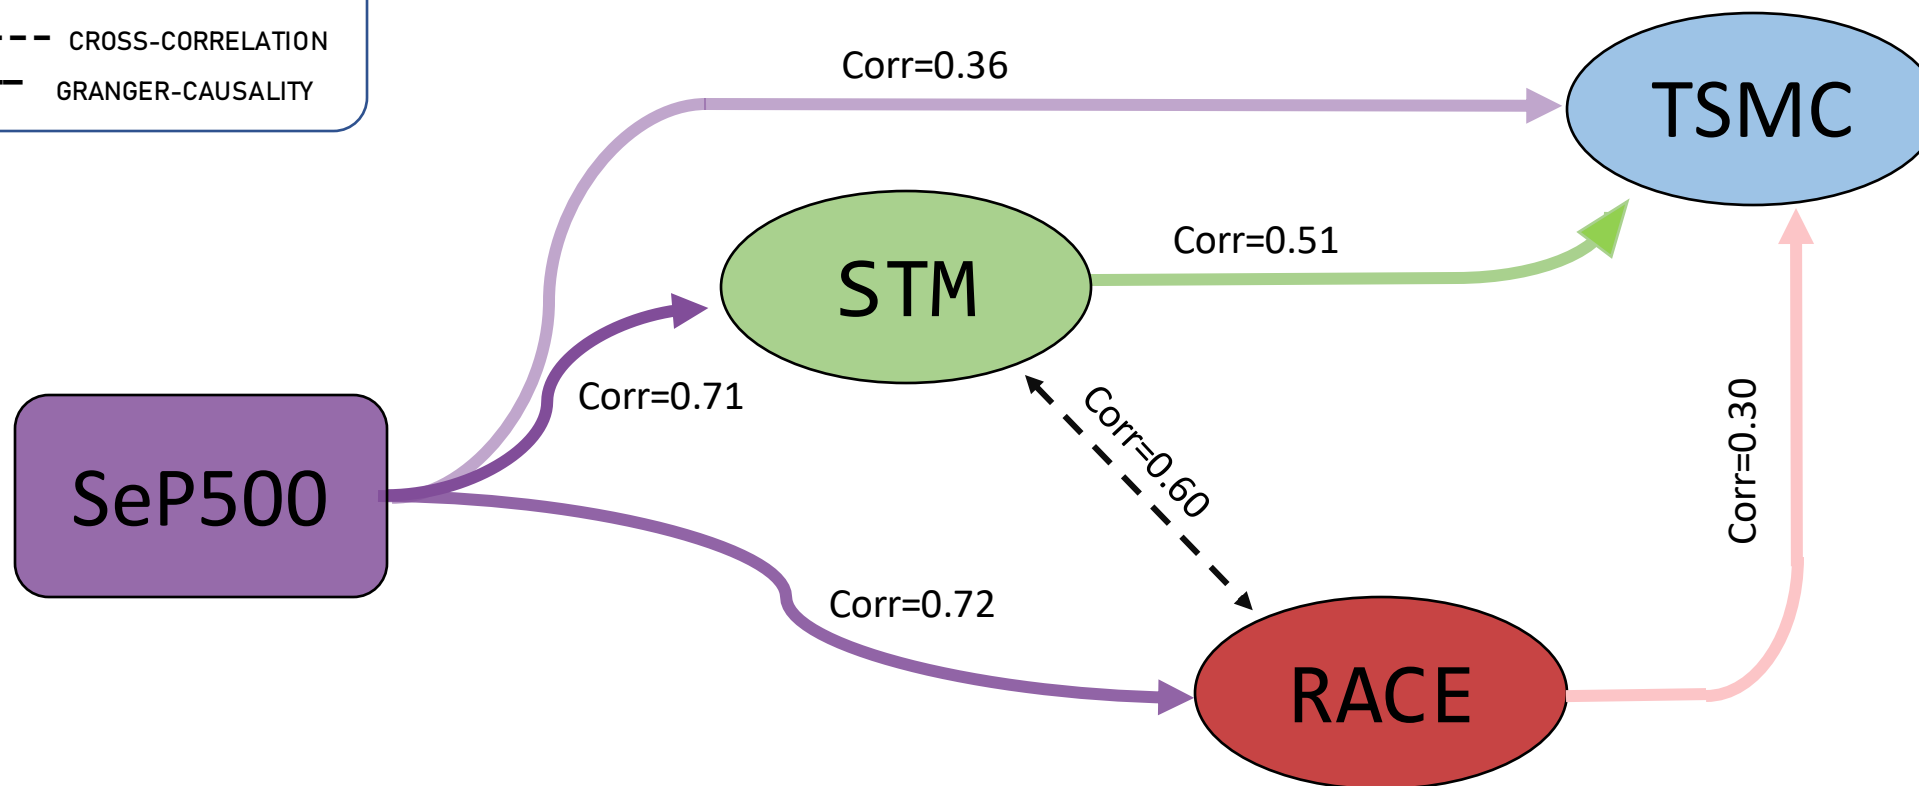 CROSS-CORRELATION
GRANGER-CAUSALITY
Corr=0.36
TSMC
Corr=0.51
STM
Corr=0.71
Corr=0.60
Corr=0.30
SeP500
Corr=0.72
RACE